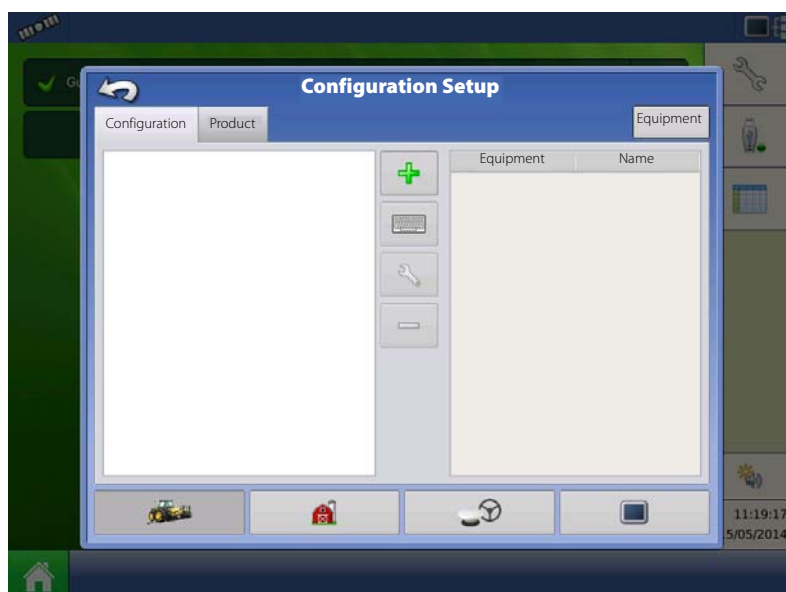 Configuration Setup
Configuration
Product
Equipment
Equipment
Name
11:19:17
5/05/2014